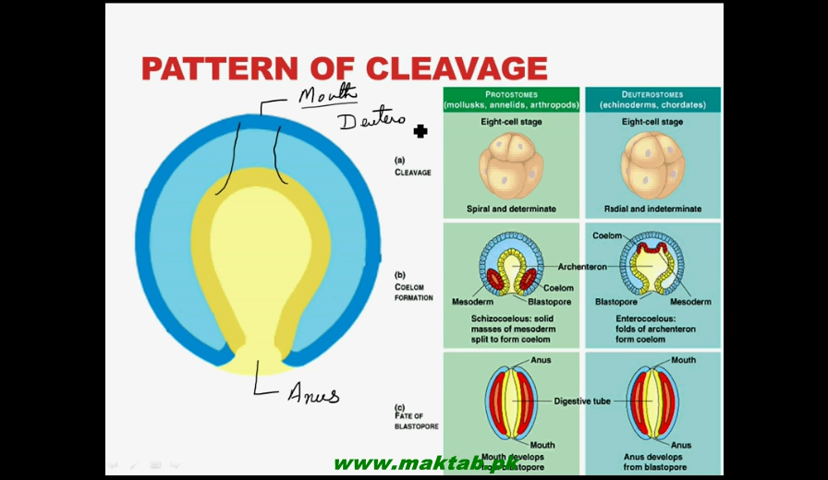 PATTERN OF CLEAVAGE
Mouth
Deutero
Anus
PROTOSTOMES
(mollusks, annelids, arthropods)
DEUTEROSTOMES
(echinoderms, chordates)
(a)
CLEAVAGE
Eight-cell stage
Eight-cell stage
Spiral and determinate
Radial and indeterminate
(b)
COELOM
FORMATION
Coelom
Archenteron
Coelom
Mesoderm
Blastopore
Blastopore
Mesoderm
Schizocoelous: solid
masses of mesoderm
split to form coelom
Enterocoelous:
folds of archenteron
form coelom
(c)
FATE OF
BLASTOPORE
Anus
Mouth
Digestive tube
Mouth
Anus
Mouth develops
from blastopore
Anus develops
from blastopore
www.maktab.pk